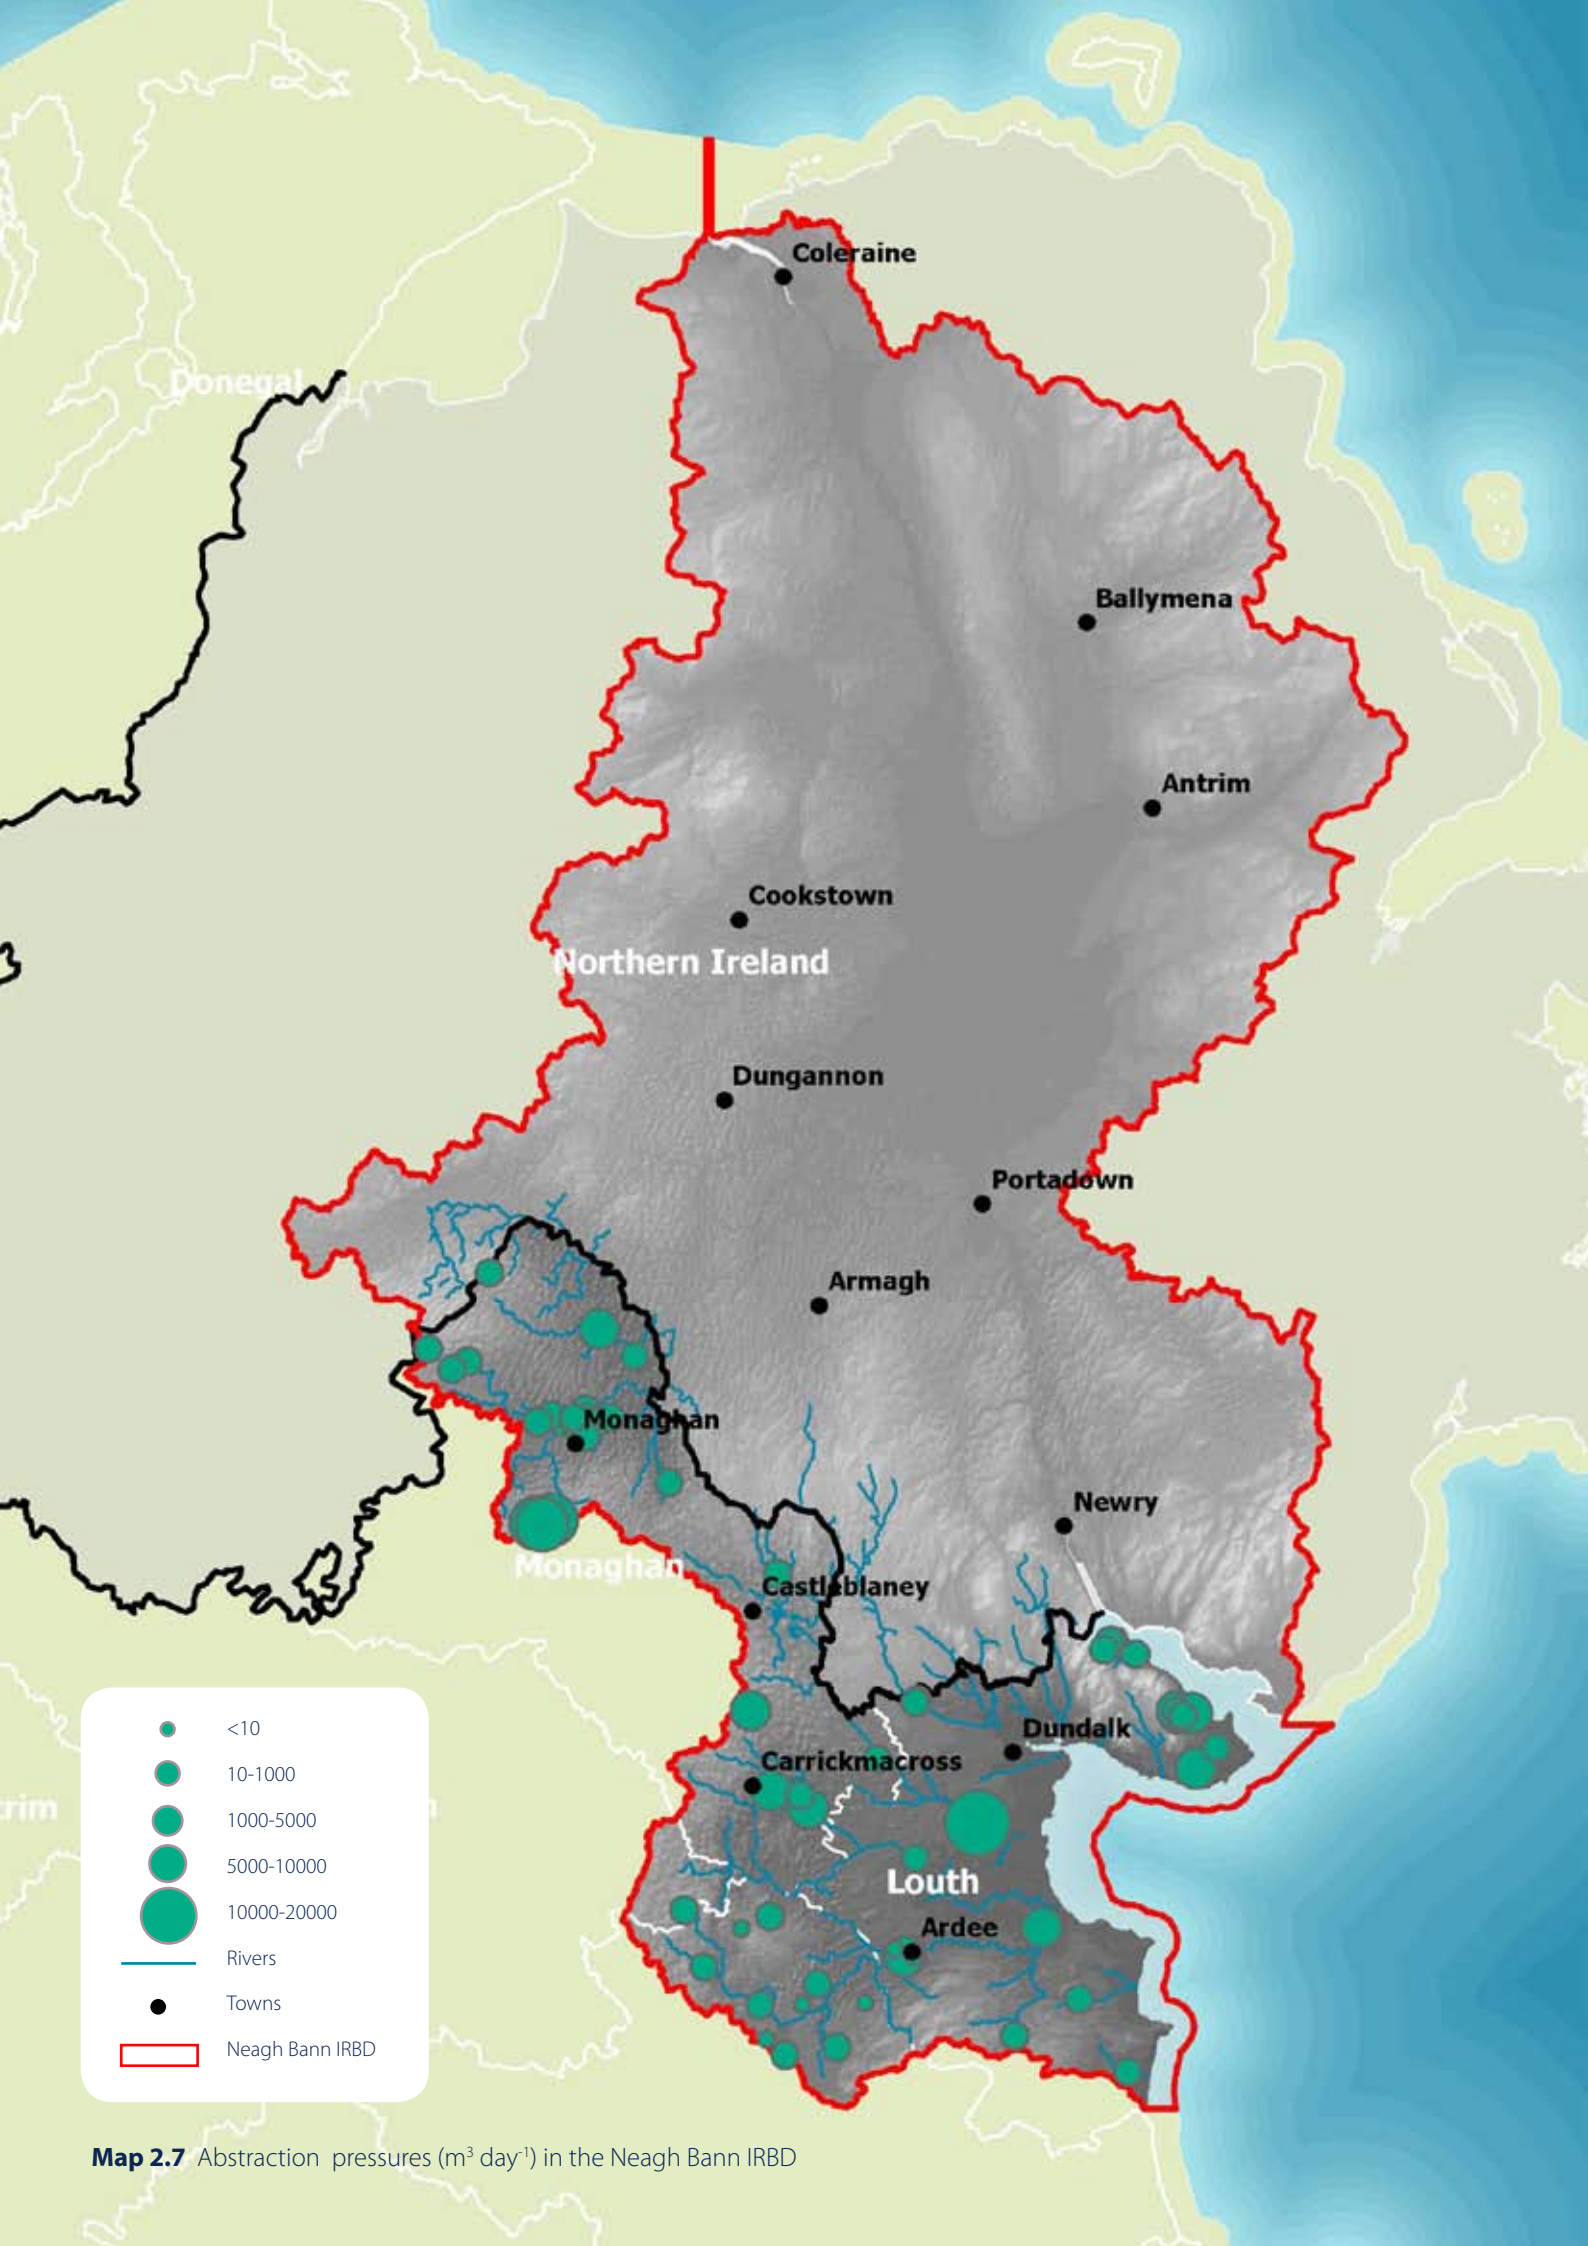 Coleraine
Donegal
Ballymena
Antrim
Cookstown
Northern Ireland
Dungannon
Portadown
Armagh
Monaghan
Newry
Monaghan
Castleblaney
Dundalk
Carrickmacross
Louth
Ardee
<10
10-1000
1000-5000
5000-10000
10000-20000
Rivers
Towns
Neagh Bann IRBD
Map 2.7 Abstraction pressures (m³ day⁻¹) in the Neagh Bann IRBD